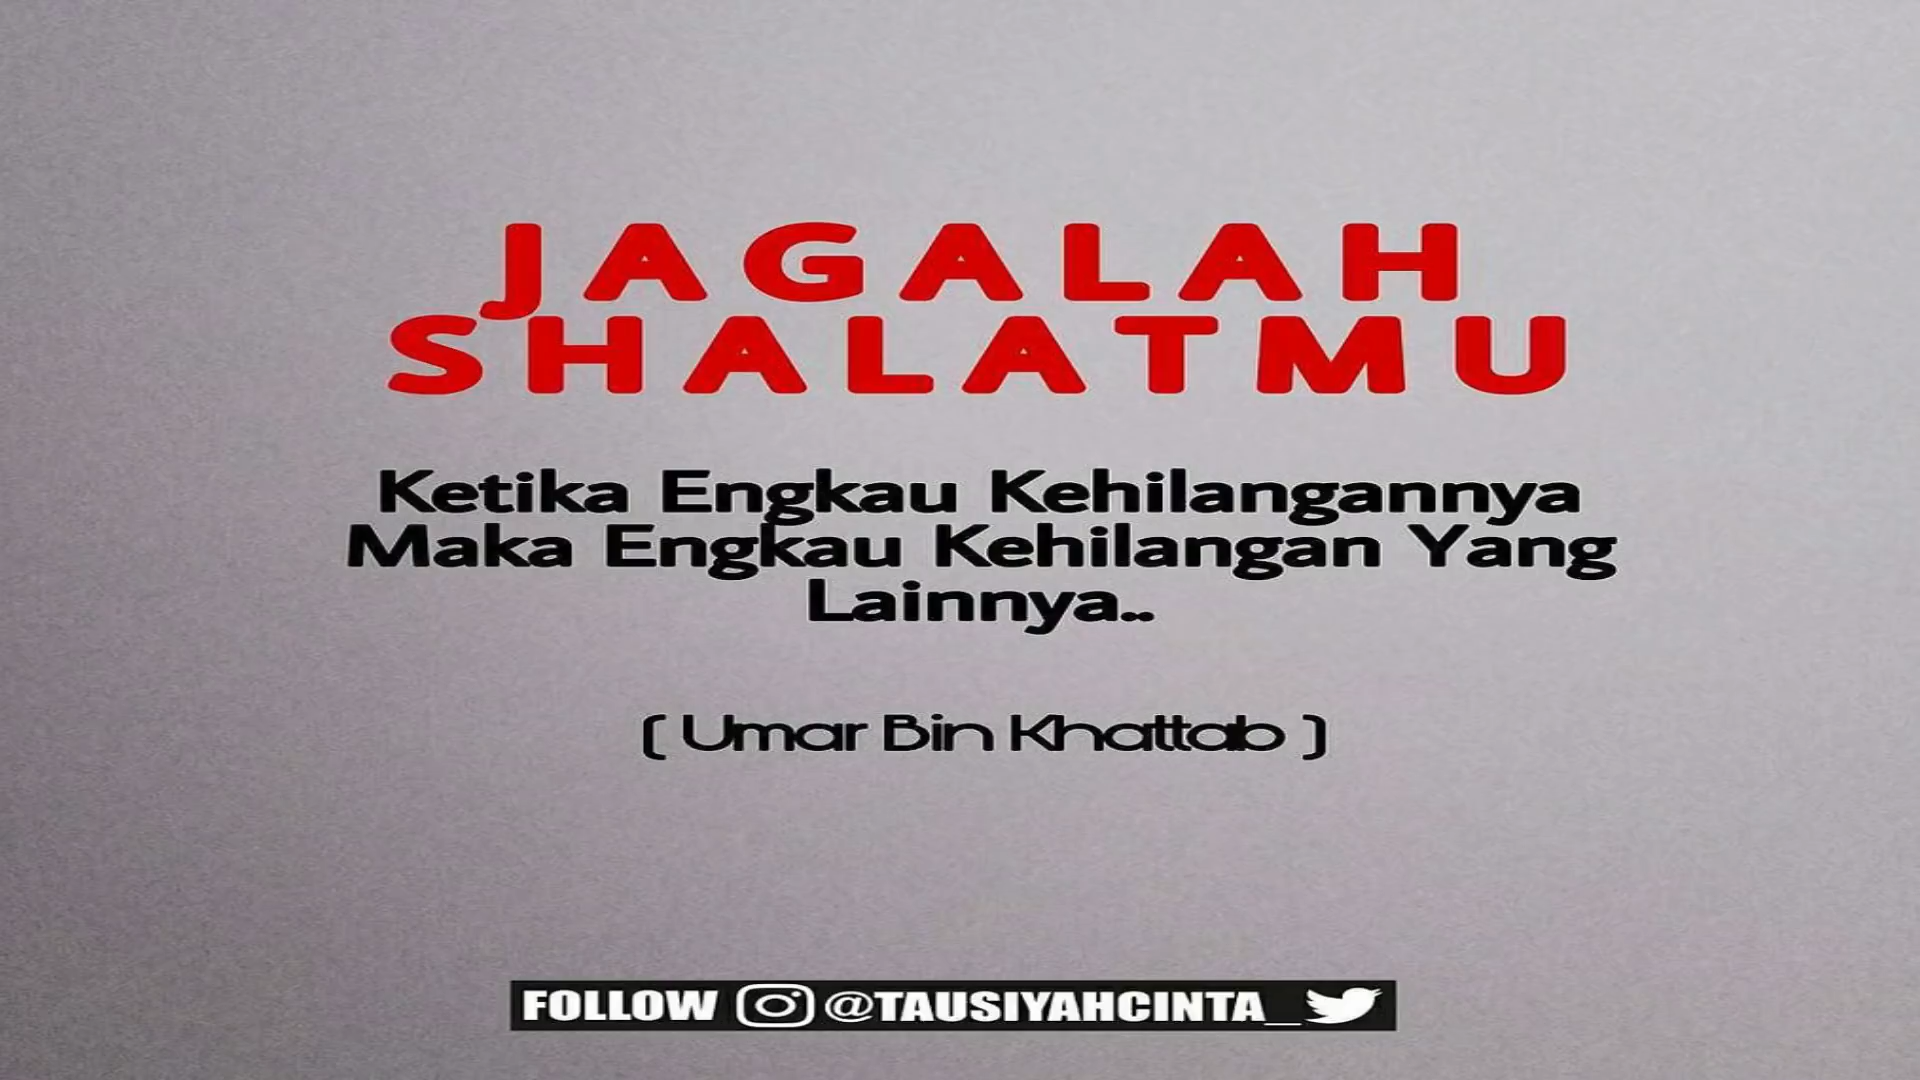 JAGALAH
SHALATMU
Ketika Engkau Kehilangannya
Maka Engkau Kehilangan Yang
Lainnya..
( Umar Bin Khattab )
FOLLOW @TAUSIYAHCINTA_